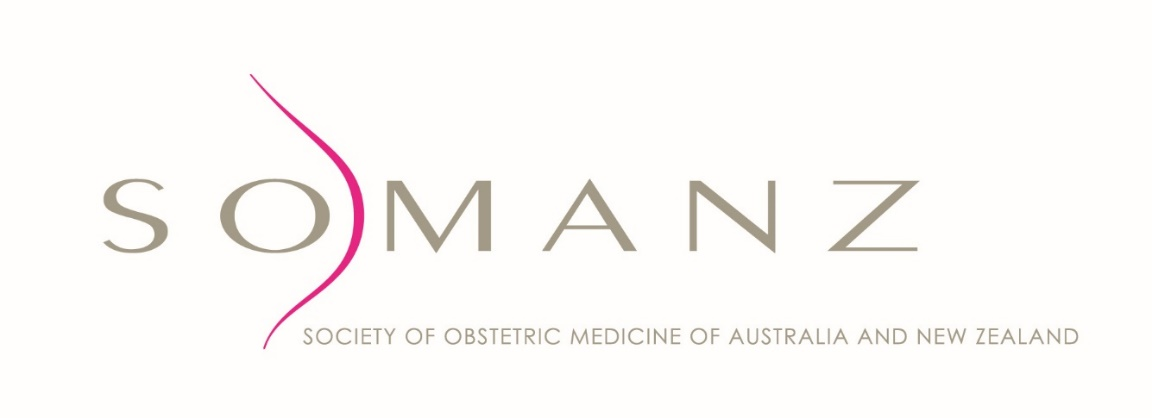 SOMANZ
SOCIETY OF OBSTETRIC MEDICINE OF AUSTRALIA AND NEW ZEALAND